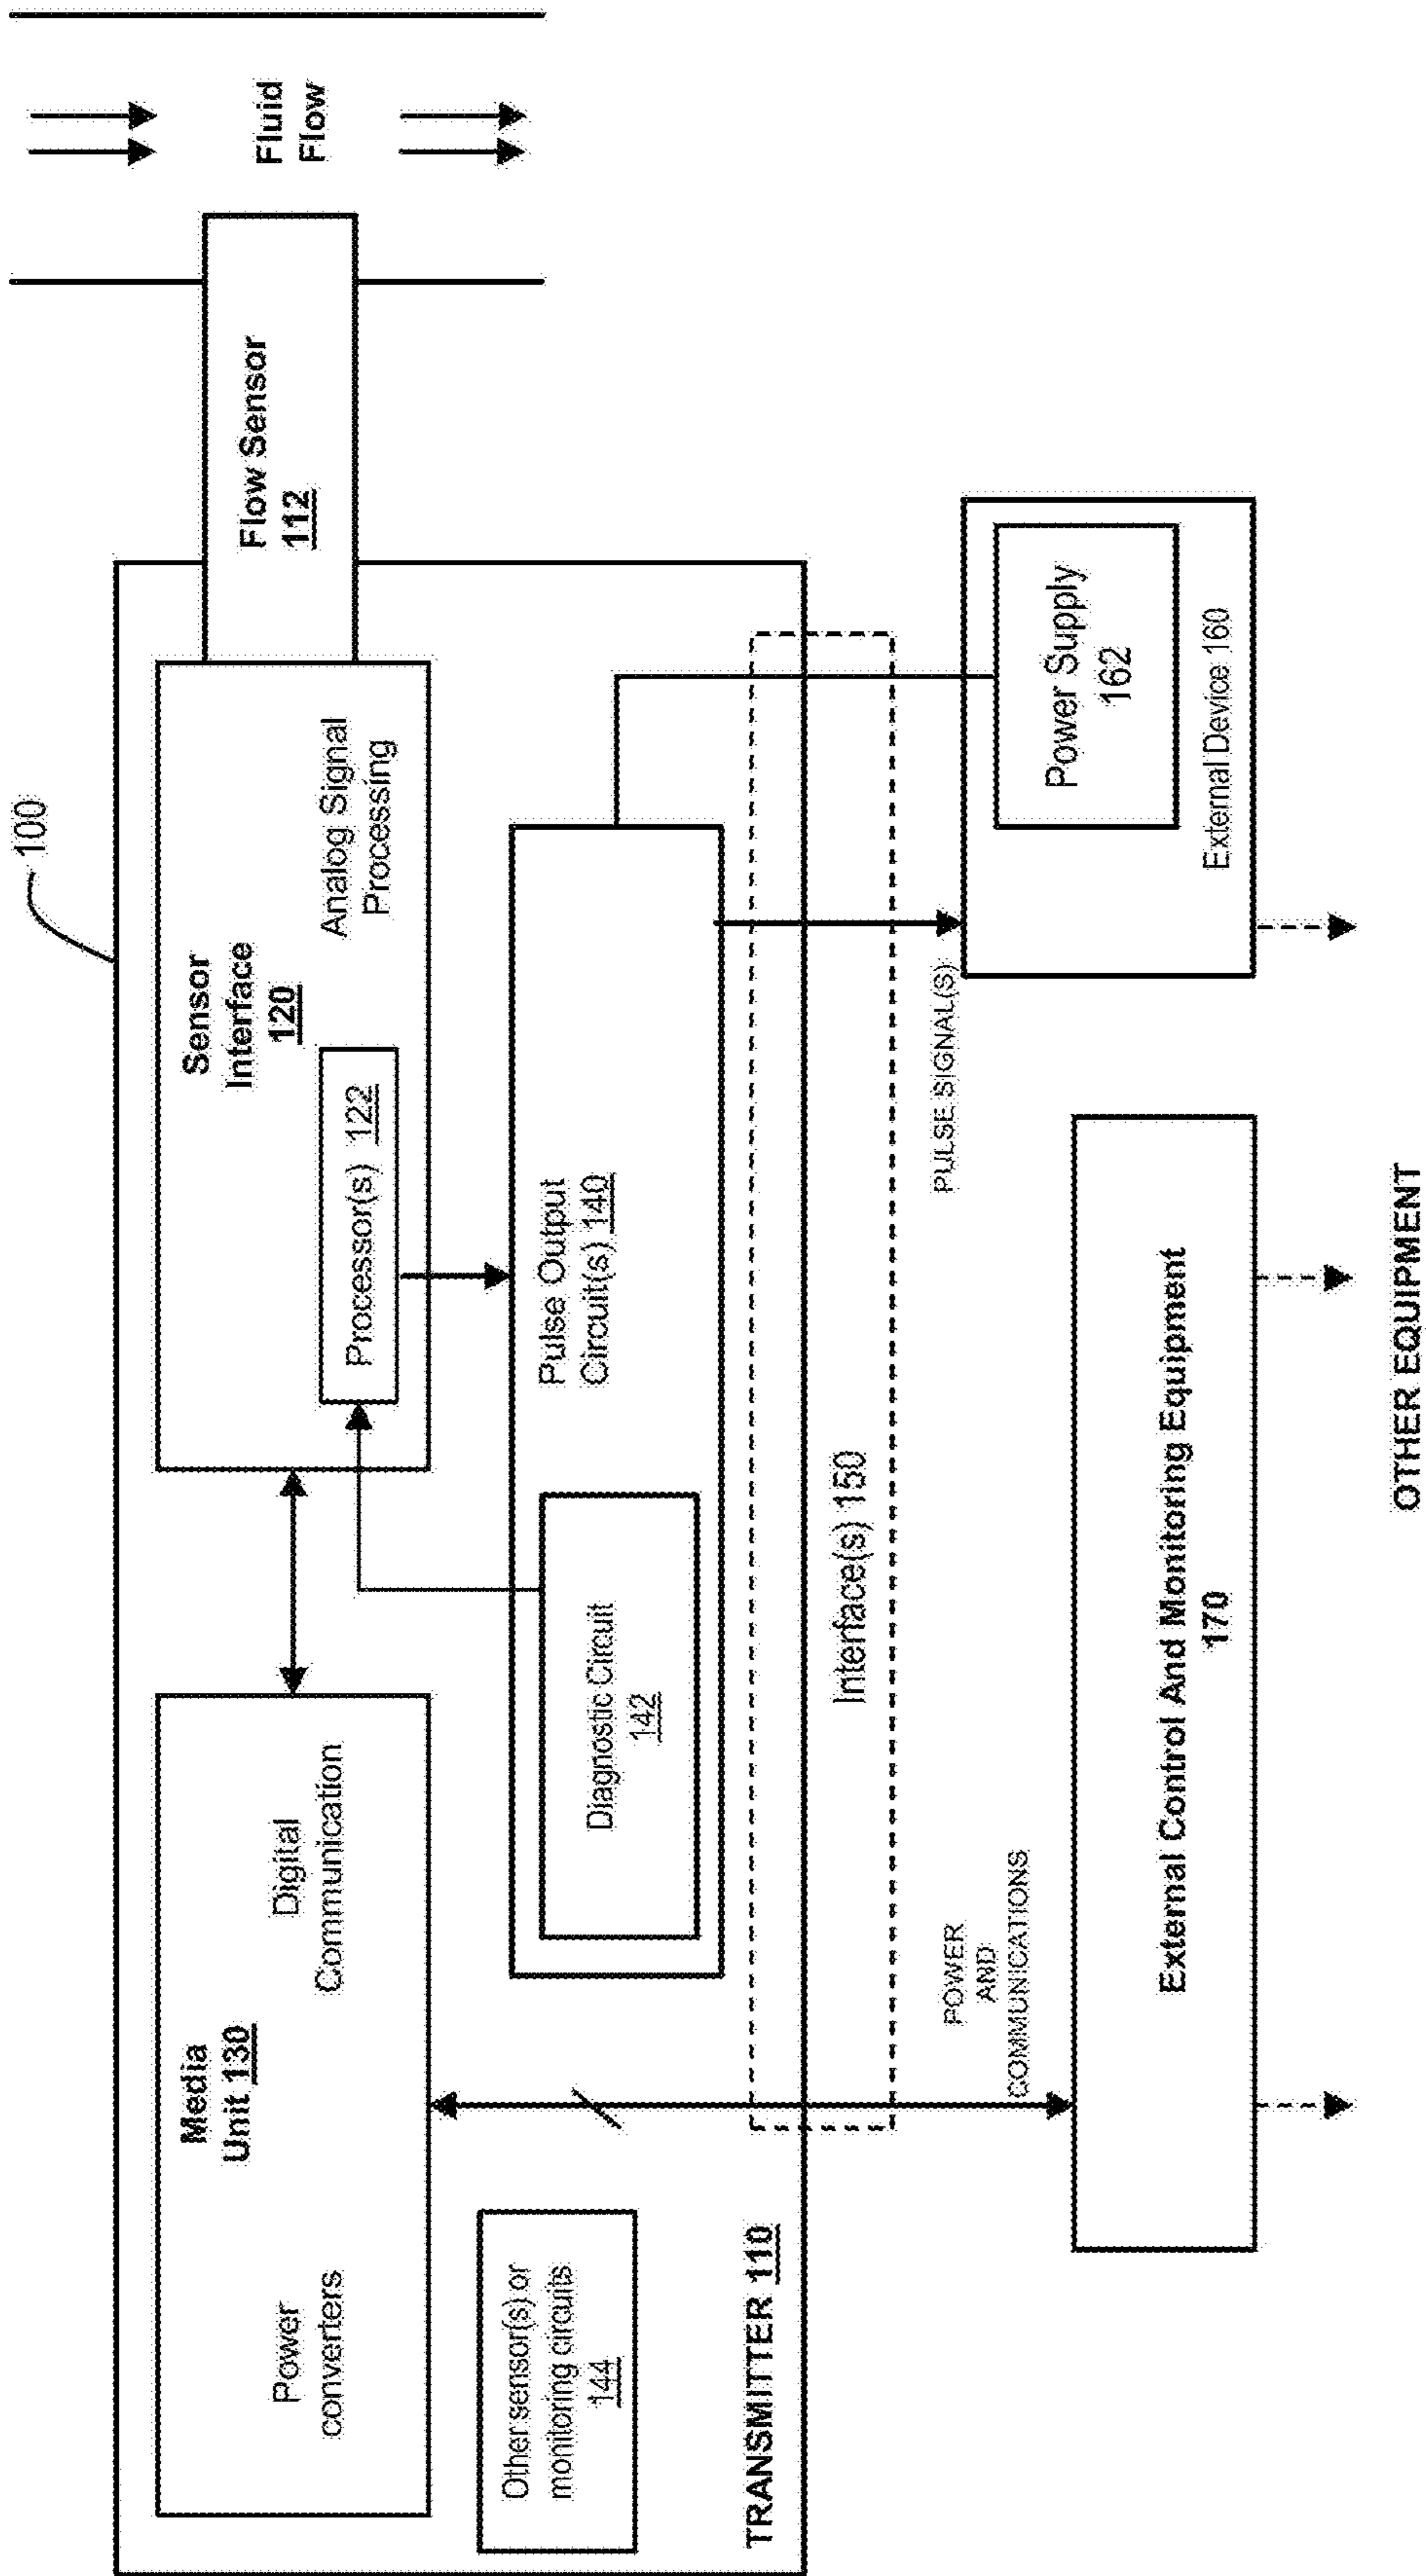 100
Media
Unit 130
Power
converters
Digital
Communication
Sensor
Interface
120
Analog Signal
Processing
Processor(s) 122
Flow Sensor
112
Fluid
Flow
Other sensor(s) or
monitoring circuits
144
Diagnostic Circuit
142
Pulse Output
Circuit(s) 140
TRANSMITTER 110
Interface(s) 150
POWER
AND
COMMUNICATIONS
PULSE SIGNAL(S)
Power Supply
162
External Device 160
External Control And Monitoring Equipment
170
OTHER EQUIPMENT